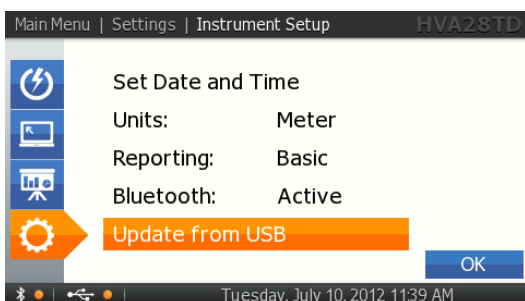 Main Menu | Settings | Instrument Setup HVA28TD
Set Date and Time
Units: Meter
Reporting: Basic
Bluetooth: Active
Update from USB
OK
Tuesday, July 10, 2012 11:39 AM